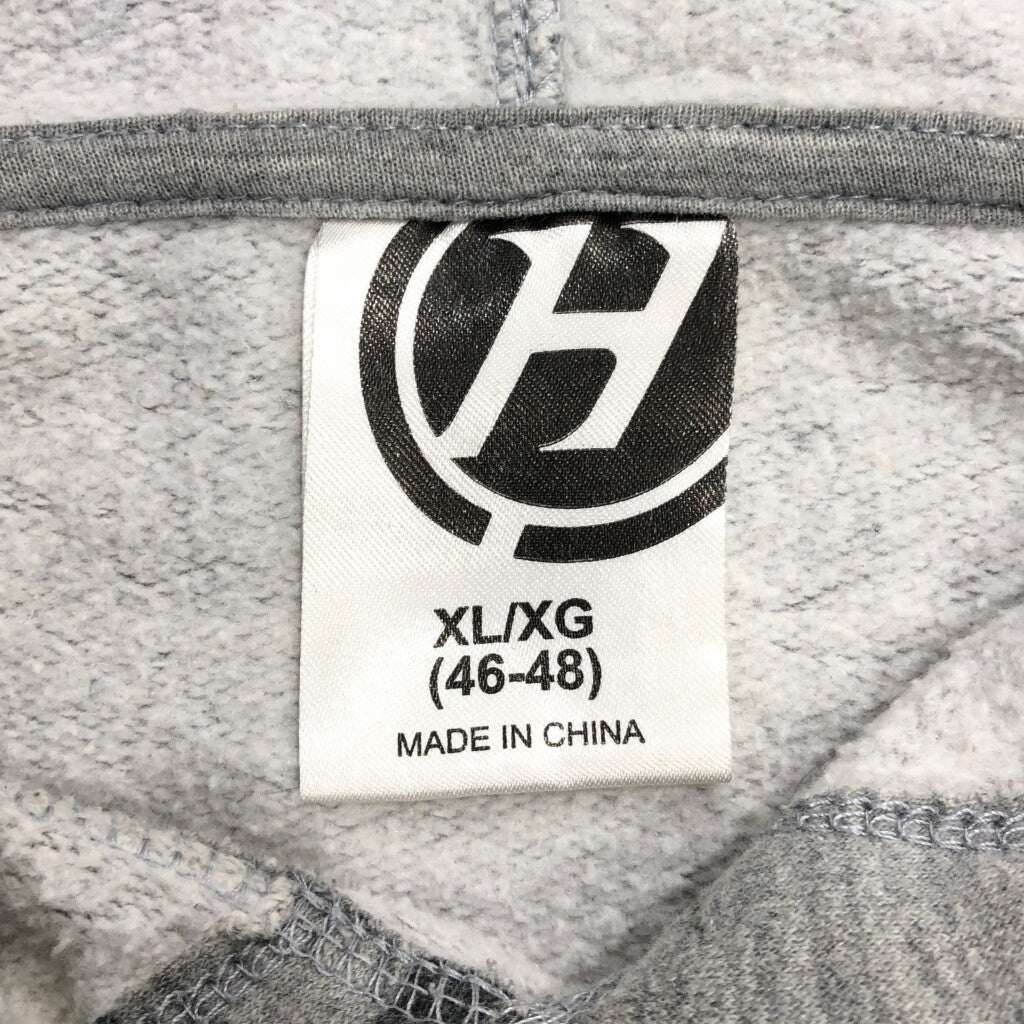 H
XL/XG
(46-48)
MADE IN CHINA